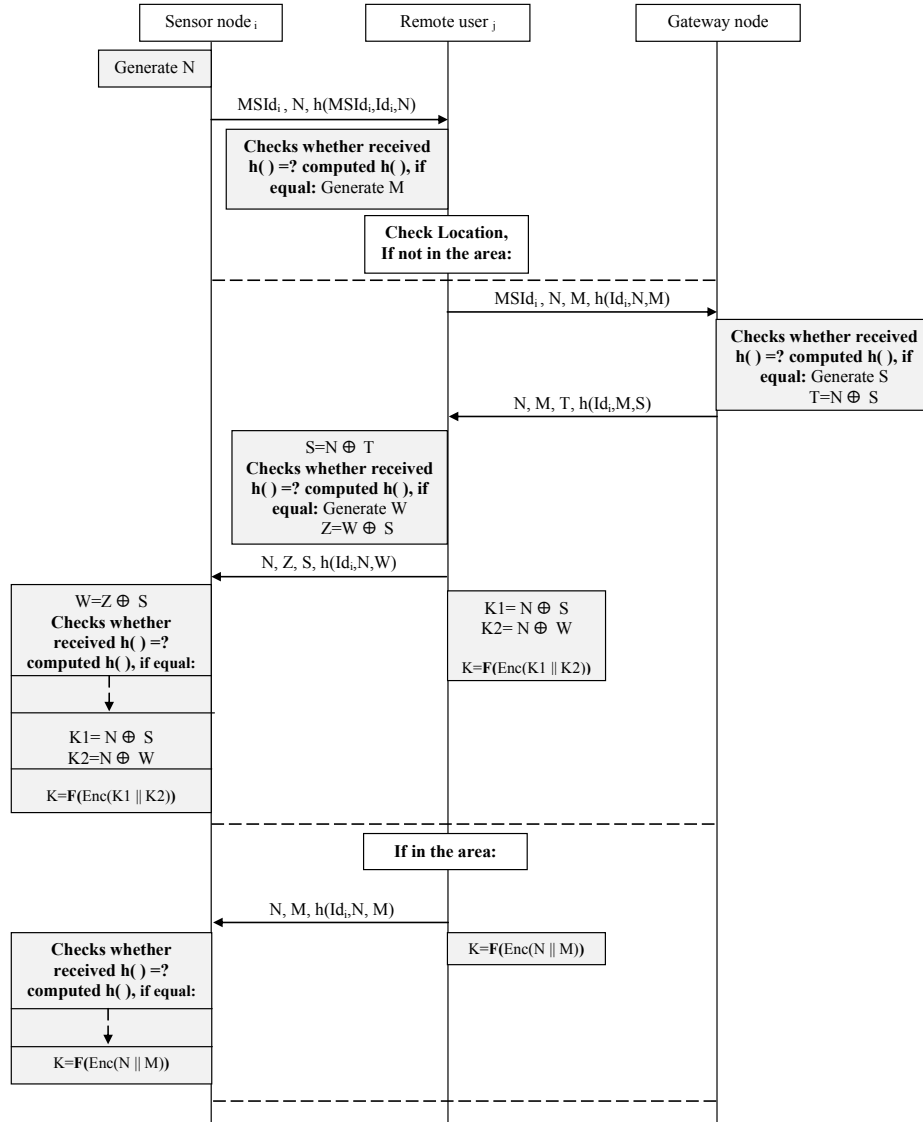 Sensor node i
Remote user j
Gateway node
Generate N
MSIdi , N, h(MSIdi,Idi,N)
Checks whether received
h( ) =? computed h( ), if
equal: Generate M
Check Location,
If not in the area:
MSIdi , N, M, h(Idi,N,M)
Checks whether received
h( ) =? computed h( ), if
equal: Generate S
T=N ⊕ S
N, M, T, h(Idi,M,S)
S=N ⊕ T
Checks whether received
h( ) =? computed h( ), if
equal: Generate W
Z=W ⊕ S
N, Z, S, h(Idi,N,W)
W=Z ⊕ S
Checks whether
received h( ) =?
computed h( ), if equal:
K1= N ⊕ S
K2= N ⊕ W
K=F(Enc(K1 || K2))
K1= N ⊕ S
K2=N ⊕ W
K=F(Enc(K1 || K2))
If in the area:
N, M, h(Idi,N, M)
K=F(Enc(N || M))
Checks whether
received h( ) =?
computed h( ), if equal:
K=F(Enc(N || M))